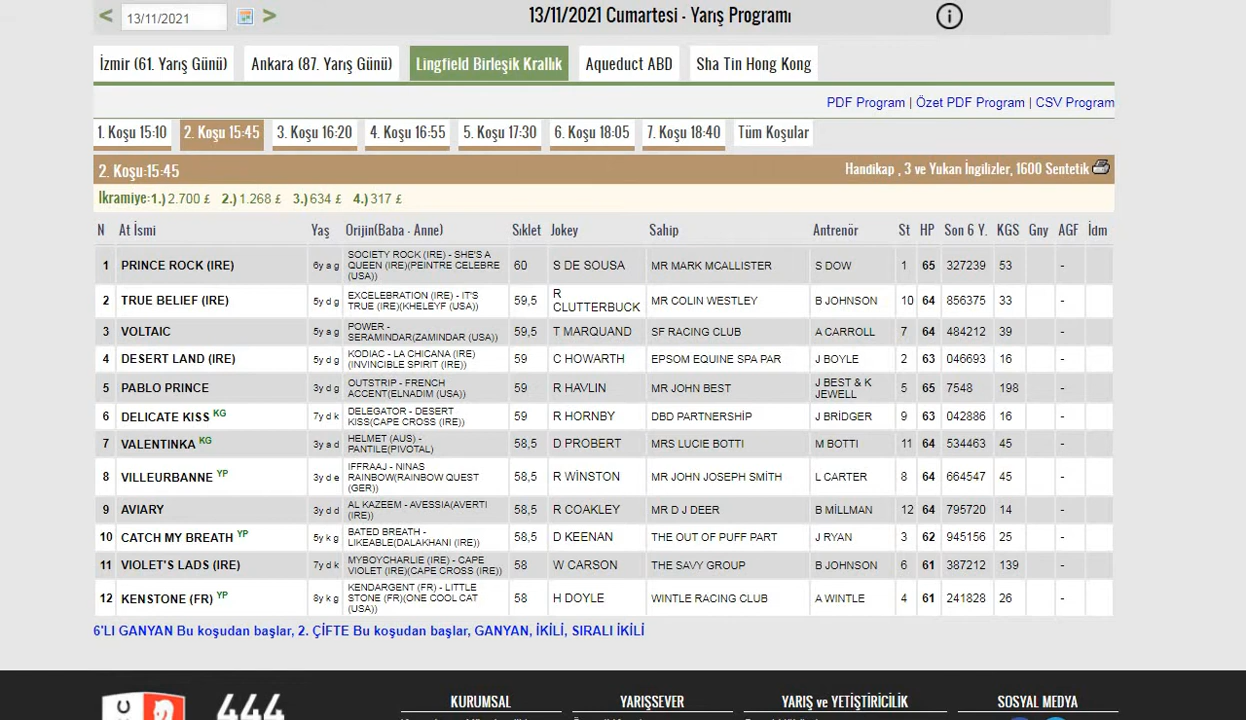 < 13/11/2021 >
13/11/2021 Cumartesi - Yarış Programı
İzmir (61. Yarış Günü) Ankara (87. Yarış Günü) Lingfield Birleşik Krallık Aqueduct ABD Sha Tin Hong Kong
PDF Program | Özet PDF Program | CSV Program
1. Koşu 15:10 2. Koşu 15:45 3. Koşu 16:20 4. Koşu 16:55 5. Koşu 17:30 6. Koşu 18:05 7. Koşu 18:40 Tüm Koşular
2. Koşu:15:45 Handikap , 3 ve Yukarı İngilizler, 1600 Sentetik
İkramiye:1.) 2.700 £ 2.) 1.268 £ 3.) 634 £ 4.) 317 £
N At İsmi Yaş Orijin(Baba - Anne) Sıklet Jokey Sahip Antrenör St HP Son 6 Y. KGS Gny AGF İdm
1 PRINCE ROCK (IRE) 6y a g SOCIETY ROCK (IRE) - SHE'S A QUEEN (IRE)(PEINTRE CELEBRE (USA)) 60 S DE SOUSA MR MARK MCALLISTER S DOW 1 65 327239 53 -
2 TRUE BELIEF (IRE) 5y d g EXCELEBRATION (IRE) - IT'S TRUE (IRE)(KHELEYF (USA)) 59,5 R CLUTTERBUCK MR COLIN WESTLEY B JOHNSON 10 64 856375 33 -
3 VOLTAIC 5y a g POWER - SERAMINDAR(ZAMINDAR (USA)) 59,5 T MARQUAND SF RACING CLUB A CARROLL 7 64 484212 39 -
4 DESERT LAND (IRE) 5y d g KODIAC - LA CHICANA (IRE)(INVINCIBLE SPIRIT (IRE)) 59 C HOWARTH EPSOM EQUINE SPA PAR J BOYLE 2 63 046693 16 -
5 PABLO PRINCE 3y d g OUTSTRIP - FRENCH ACCENT(ELNADIM (USA)) 59 R HAVLIN MR JOHN BEST J BEST & K JEWELL 5 65 7548 198 -
6 DELICATE KISS KG 7y d k DELEGATOR - DESERT KISS(CAPE CROSS (IRE)) 59 R HORNBY DBD PARTNERSHİP J BRİDGER 9 63 042886 16 -
7 VALENTINKA KG 3y a d HELMET (AUS) - PANTILE(PIVOTAL) 58,5 D PROBERT MRS LUCIE BOTTI M BOTTI 11 64 534463 45 -
8 VILLEURBANNE YP 3y d e IFFRAAJ - NINAS RAINBOW(RAINBOW QUEST (GER)) 58,5 R WİNSTON MR JOHN JOSEPH SMİTH L CARTER 8 64 664547 45 -
9 AVIARY 3y d d AL KAZEEM - AVESSIA(AVERTI (IRE)) 58,5 R COAKLEY MR D J DEER B MİLLMAN 12 64 795720 14 -
10 CATCH MY BREATH YP 5y k g BATED BREATH - LIKEABLE(DALAKHANI (IRE)) 58,5 D KEENAN THE OUT OF PUFF PART J RYAN 3 62 945156 25 -
11 VIOLET'S LADS (IRE) 7y d k MYBOYCHARLIE (IRE) - CAPE VIOLET (IRE)(CAPE CROSS (IRE)) 58 W CARSON THE SAVY GROUP B JOHNSON 6 61 387212 139 -
12 KENSTONE (FR) YP 8y k g KENDARGENT (FR) - LITTLE STONE (FR)(ONE COOL CAT (USA)) 58 H DOYLE WINTLE RACING CLUB A WINTLE 4 61 241828 26 -
6'LI GANYAN Bu koşudan başlar, 2. ÇİFTE Bu koşudan başlar, GANYAN, İKİLİ, SIRALI İKİLİ
444 KURUMSAL YARIŞSEVER YARIŞ ve YETİŞTİRİCİLİK SOSYAL MEDYA